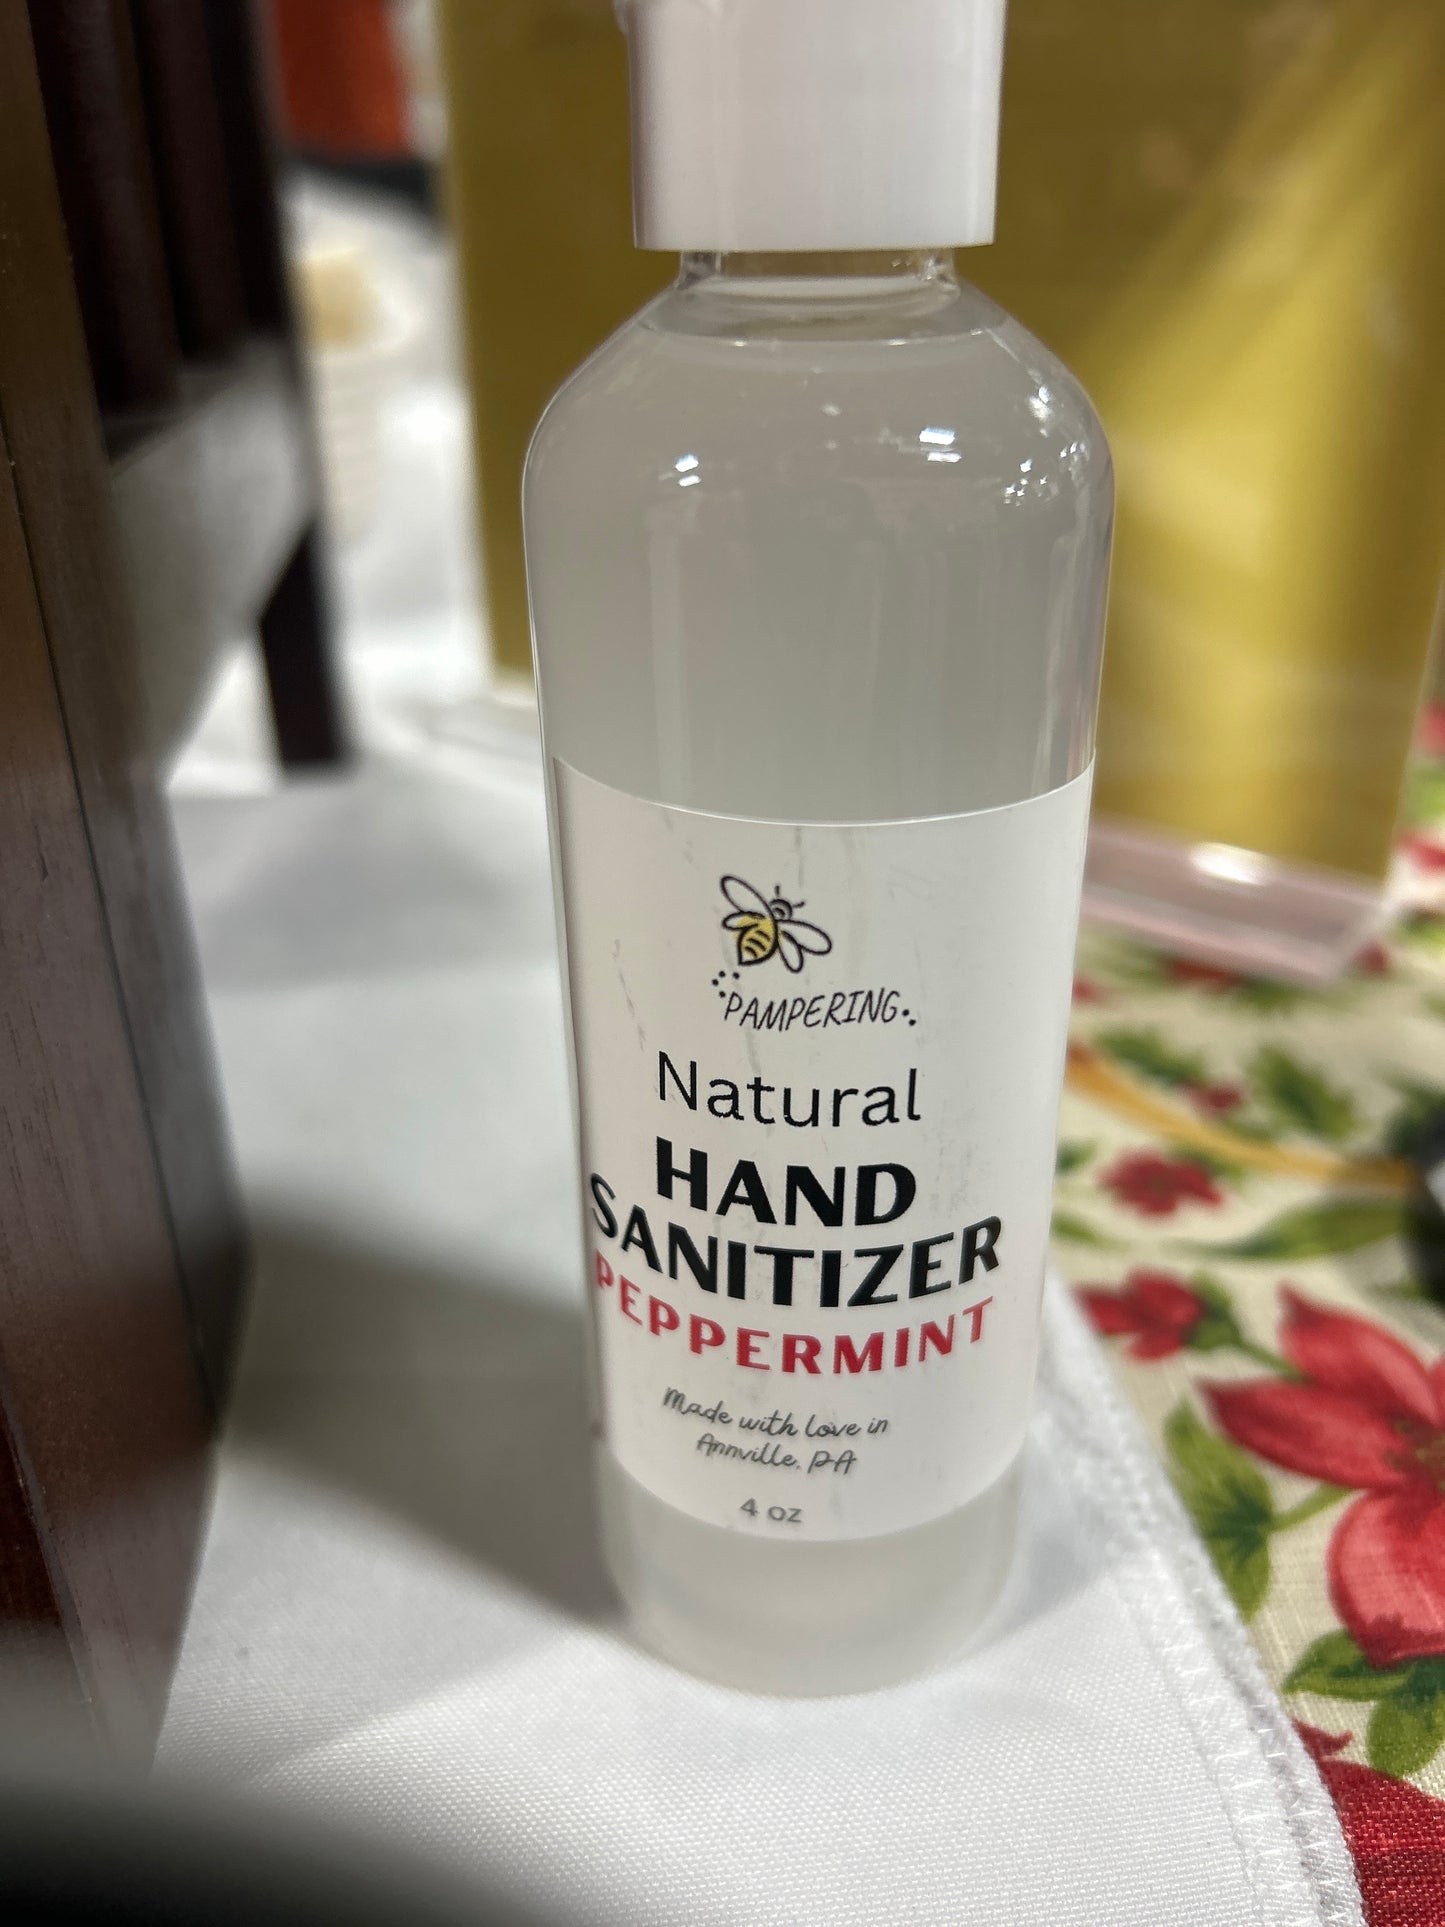 PAMPERING
Natural
HAND
SANITIZER
PEPPERMINT
Made with love in
Annville, PA
4 oz